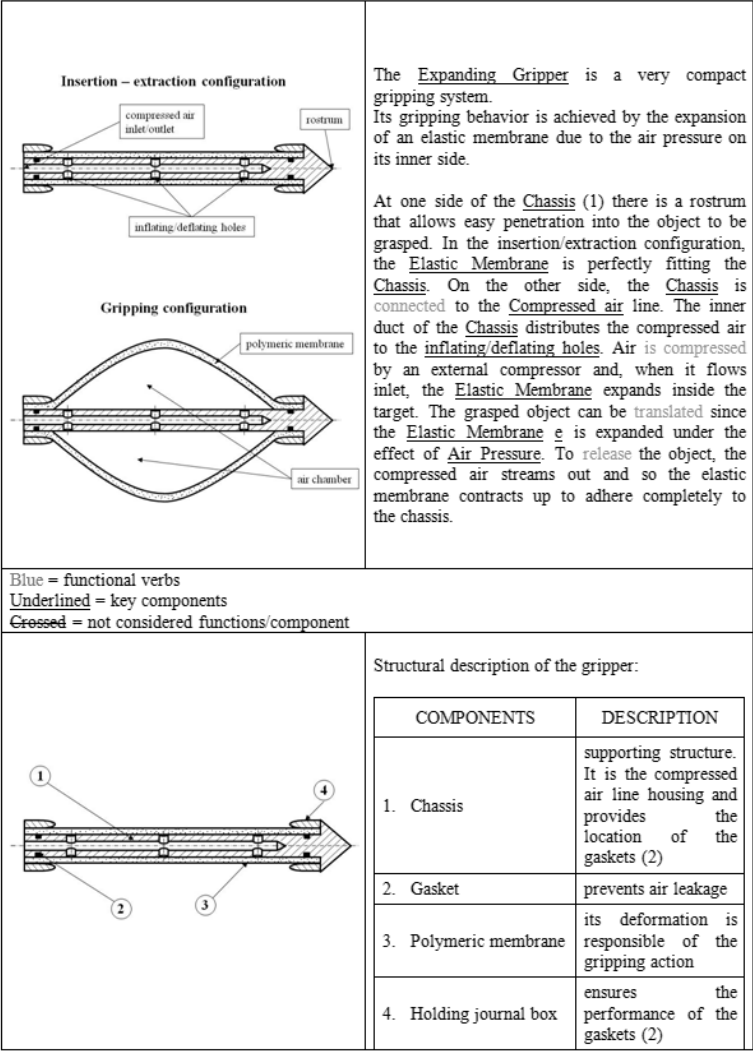 Insertion – extraction configuration
compressed air
inlet/outlet
rostrum
inflating/deflating holes
Gripping configuration
polymeric membrane
air chamber
The Expanding Gripper is a very compact
gripping system.
Its gripping behavior is achieved by the expansion
of an elastic membrane due to the air pressure on
its inner side.
At one side of the Chassis (1) there is a rostrum
that allows easy penetration into the object to be
grasped. In the insertion/extraction configuration,
the Elastic Membrane is perfectly fitting the
Chassis. On the other side, the Chassis is
connected to the Compressed air line. The inner
duct of the Chassis distributes the compressed air
to the inflating/deflating holes. Air is compressed
by an external compressor and, when it flows
inlet, the Elastic Membrane expands inside the
target. The grasped object can be translated since
the Elastic Membrane e is expanded under the
effect of Air Pressure. To release the object, the
compressed air streams out and so the elastic
membrane contracts up to adhere completely to
the chassis.
Blue = functional verbs
Underlined = key components
Crossed = not considered functions/component
1
4
2
3
Structural description of the gripper:
COMPONENTS DESCRIPTION
1. Chassis
supporting structure.
It is the compressed
air line housing and
provides the
location of the
gaskets (2)
2. Gasket prevents air leakage
3. Polymeric membrane
its deformation is
responsible of the
gripping action
4. Holding journal box
ensures the
performance of the
gaskets (2)